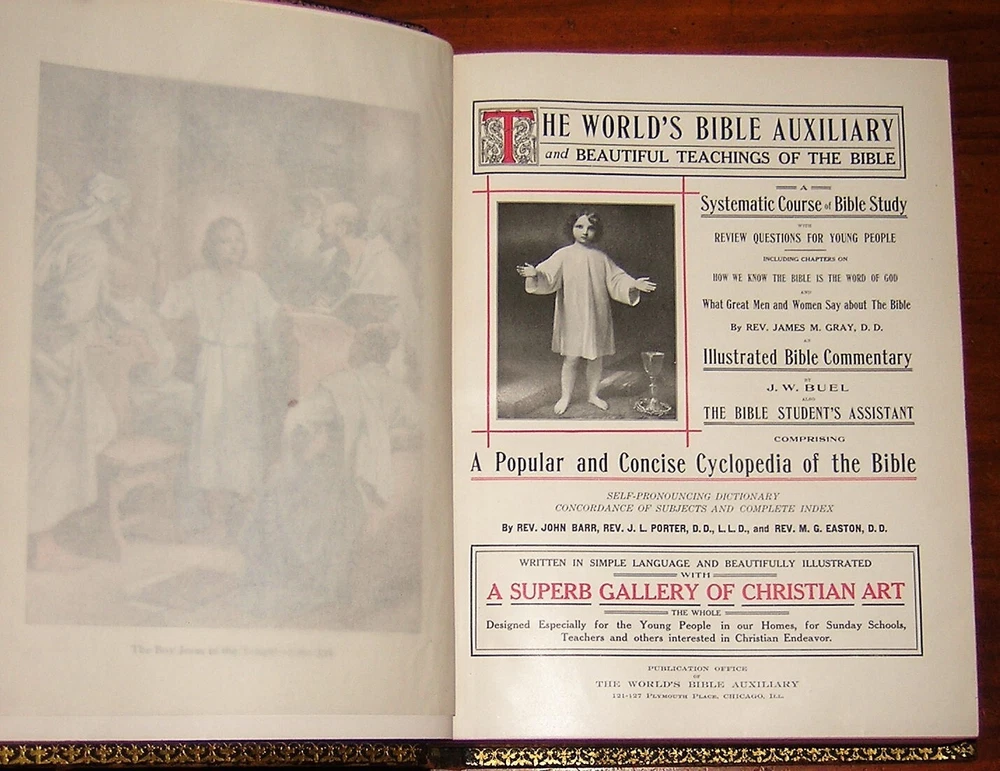 THE WORLD'S BIBLE AUXILIARY
and BEAUTIFUL TEACHINGS OF THE BIBLE
A
Systematic Course of Bible Study
WITH
REVIEW QUESTIONS FOR YOUNG PEOPLE
INCLUDING CHAPTERS ON
HOW WE KNOW THE BIBLE IS THE WORD OF GOD
AND
What Great Men and Women Say about The Bible
By REV. JAMES M. GRAY, D. D.
Illustrated Bible Commentary
BY
J. W. BUEL
ALSO
THE BIBLE STUDENT'S ASSISTANT
COMPRISING
A Popular and Concise Cyclopedia of the Bible
SELF-PRONOUNCING DICTIONARY
CONCORDANCE OF SUBJECTS AND COMPLETE INDEX
By REV. JOHN BARR, REV. J. L. PORTER, D. D., L. L. D., and REV. M. G. EASTON, D. D.
WRITTEN IN SIMPLE LANGUAGE AND BEAUTIFULLY ILLUSTRATED
WITH
A SUPERB GALLERY OF CHRISTIAN ART
THE WHOLE
Designed Especially for the Young People in our Homes, for Sunday Schools,
Teachers and others interested in Christian Endeavor.
PUBLICATION OFFICE
OF
THE WORLD'S BIBLE AUXILIARY
121-127 PLYMOUTH PLACE, CHICAGO, ILL.